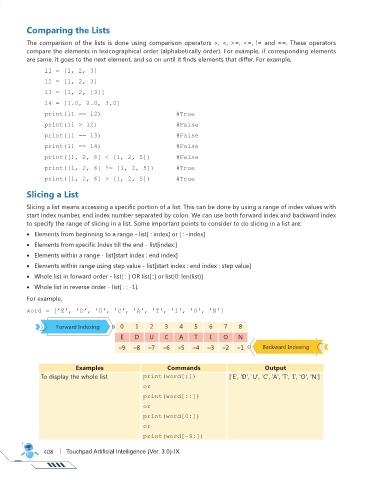 Comparing the Lists
The comparison of the lists is done using comparison operators >, <, >=, <=, != and ==. These operators
compare the elements in lexicographical order (alphabetically order). For example, if corresponding elements
are same, it goes to the next element, and so on until it finds elements that differ. For example,
l1 = [1, 2, 3]
l2 = [1, 2, 3]
l3 = [1, 2, [3]]
l4 = [1.0, 2.0, 3,0]
print(l1 == l2) #True
print(l1 > l2) #False
print(l1 == l3) #False
print(l1 == l4) #False
print([1, 2, 6] < [1, 2, 5]) #False
print([1, 2, 6] != [1, 2, 5]) #True
print([1, 2, 6] > [1, 2, 5]) #True
Slicing a List
Slicing a list means accessing a specific portion of a list. This can be done by using a range of index values with
start index number, end index number separated by colon. We can use both forward index and backward index
to specify the range of slicing in a list. Some important points to consider to do slicing in a list are:
• Elements from beginning to a range - list[ : index] or [ : -index]
• Elements from specific Index till the end - list[index:]
• Elements within a range - list[start index : end index]
• Elements within range using step value - list[start index : end index : step value]
• Whole list in forward order - list[ : ] OR list[::] or list[0: len(list)]
• Whole list in reverse order - list[ : : -1].
For example,
word = ['E', 'D', 'U', 'C', 'A', 'T', 'I', 'O', 'N']
Forward Indexing 0 1 2 3 4 5 6 7 8
E D U C A T I O N
–9 –8 –7 –6 –5 –4 –3 –2 –1 Backward Indexing
Examples Commands Output
To display the whole list print(word[:]) ['E', 'D', 'U', 'C', 'A', 'T', 'I', 'O', 'N']
or
print(word[::])
or
print(word[0:])
or
print(word[-9:])
408 | Touchpad Artificial Intelligence (Ver. 3.0)-IX